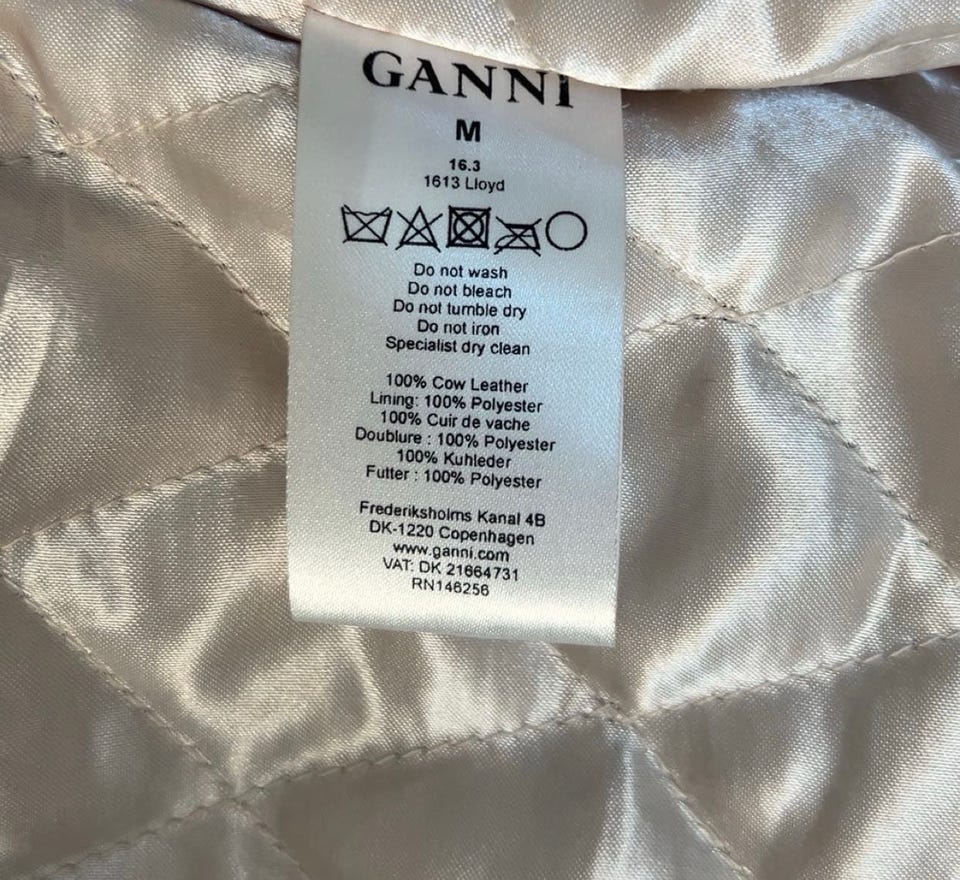 GANNI
M
16.3
1613 Lloyd
Do not wash
Do not bleach
Do not tumble dry
Do not iron
Specialist dry clean
100% Cow Leather
Lining: 100% Polyester
100% Cuir de vache
Doublure : 100% Polyester
100% Kuhleder
Futter : 100% Polyester
Frederiksholms Kanal 4B
DK-1220 Copenhagen
www.ganni.com
VAT: DK 21664731
RN146256